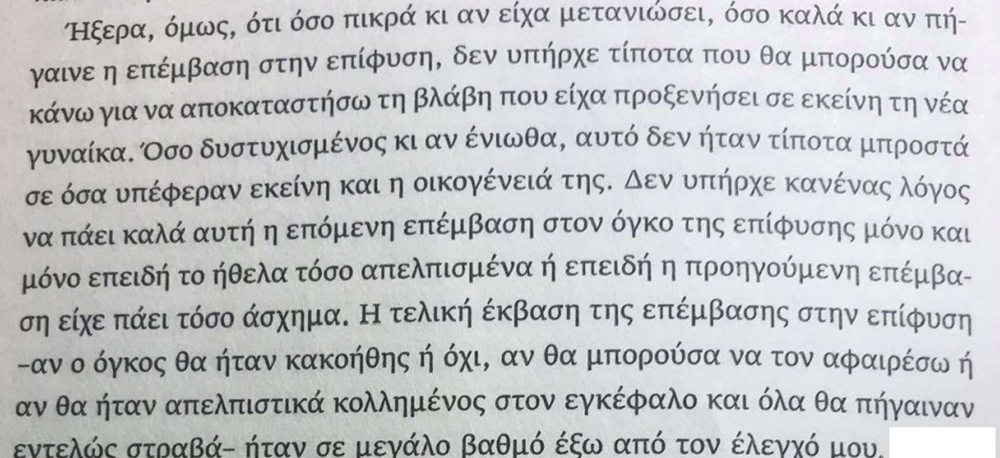 Ήξερα, όμως, ότι όσο πικρά κι αν είχα μετανιώσει, όσο καλά κι αν πή-
γαινε η επέμβαση στην επίφυση, δεν υπήρχε τίποτα που θα μπορούσα να
κάνω για να αποκαταστήσω τη βλάβη που είχα προξενήσει σε εκείνη τη νέα
γυναίκα. Όσο δυστυχισμένος κι αν ένιωθα, αυτό δεν ήταν τίποτα μπροστά
σε όσα υπέφεραν εκείνη και η οικογένειά της. Δεν υπήρχε κανένας λόγος
να πάει καλά αυτή η επόμενη επέμβαση στον όγκο της επίφυσης μόνο και
μόνο επειδή το ήθελα τόσο απελπισμένα ή επειδή η προηγούμενη επέμβα-
ση είχε πάει τόσο άσχημα. Η τελική έκβαση της επέμβασης στην επίφυση
–αν ο όγκος θα ήταν κακοήθης ή όχι, αν θα μπορούσα να τον αφαιρέσω ή
αν θα ήταν απελπιστικά κολλημένος στον εγκέφαλο και όλα θα πήγαιναν
εντελώς στραβά– ήταν σε μεγάλο βαθμό έξω από τον έλεγχό μου.